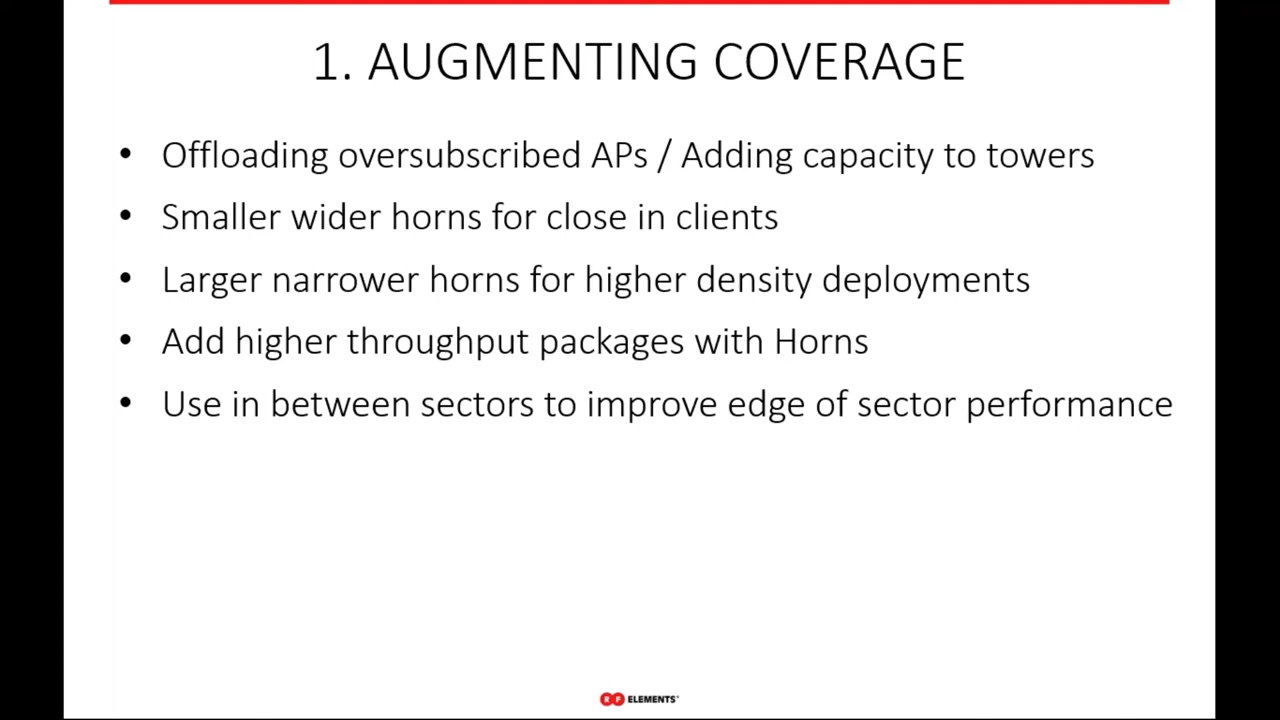 1. AUGMENTING COVERAGE
• Offloading oversubscribed APs / Adding capacity to towers
• Smaller wider horns for close in clients
• Larger narrower horns for higher density deployments
• Add higher throughput packages with Horns
• Use in between sectors to improve edge of sector performance
RF ELEMENTS